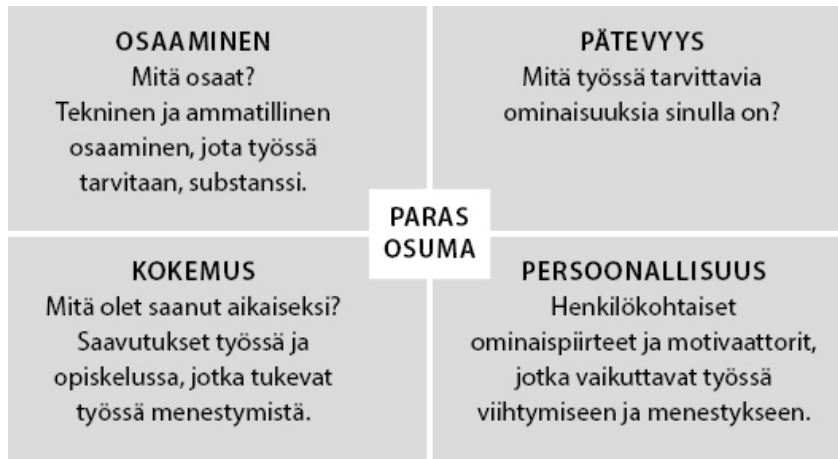 OSAAMINEN
Mitä osaat?
Tekninen ja ammatillinen
osaaminen, jota työssä
tarvitaan, substanssi.
PÄTEVYYS
Mitä työssä tarvittavia
ominaisuuksia sinulla on?
PARAS
OSUMA
KOKEMUS
Mitä olet saanut aikaiseksi?
Saavutukset työssä ja
opiskelussa, jotka tukevat
työssä menestymistä.
PERSOONALLISUUS
Henkilökohtaiset
ominaispiirteet ja motivaattorit,
jotka vaikuttavat työssä
viihtymiseen ja menestykseen.